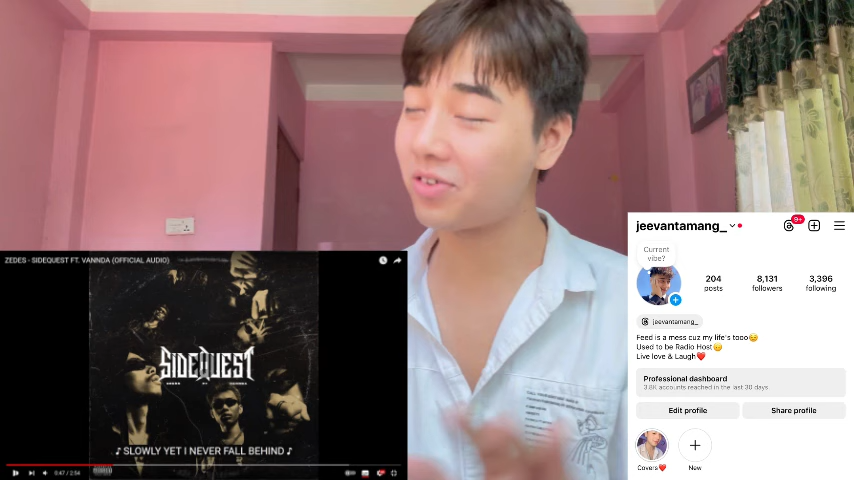 ZEDES - SIDEQUEST FT. VANNDA (OFFICIAL AUDIO)
SIDEQUEST
♪ SLOWLY YET I NEVER FALL BEHIND ♪
0:47 / 2:54
jeevantamang_
9+
Current
vibe?
204
posts
8,131
followers
3,396
following
jeevantamang_
Feed is a mess cuz my life's tooo😊
Used to be Radio Host😊
Live love & Laugh❤️
Professional dashboard
3.8K accounts reached in the last 30 days
Edit profile
Share profile
Covers❤️
New